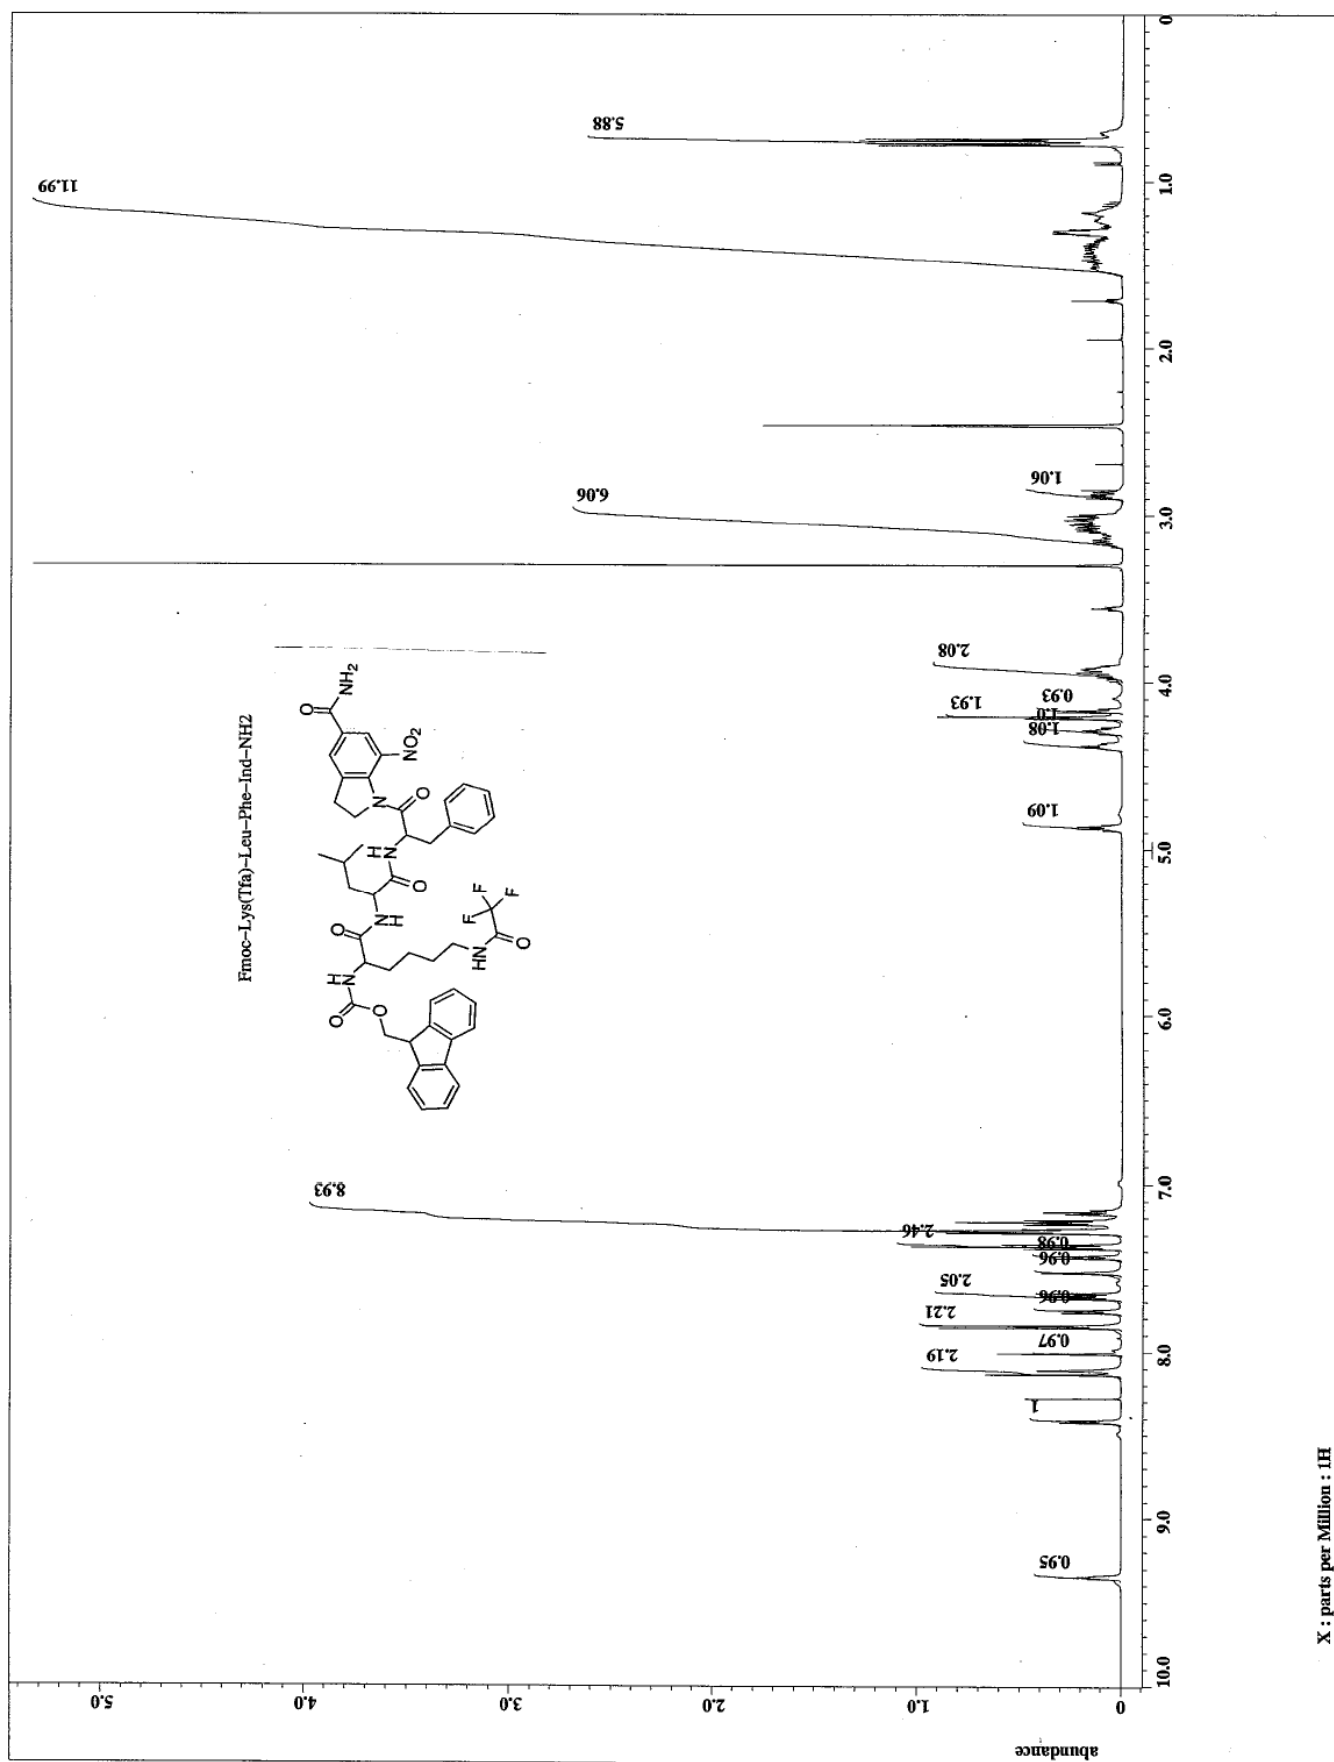 Fmoc-Lys(Tfa)-Leu-Phe-Ind-NH2
O
NH2
NO2
N
O
H
N
O
N
H
O
H
N
O
O
HN
O
F
F
F
abundance
0
1.0
2.0
3.0
4.0
5.0
0.95
1
2.19
0.97
2.21
0.96
2.05
0.96
0.98
2.46
8.93
1.09
1.08
1.0
1.93
0.93
2.08
6.06
1.06
11.99
5.88
10.0
9.0
8.0
7.0
6.0
5.0
4.0
3.0
2.0
1.0
0
X : parts per Million : 1H